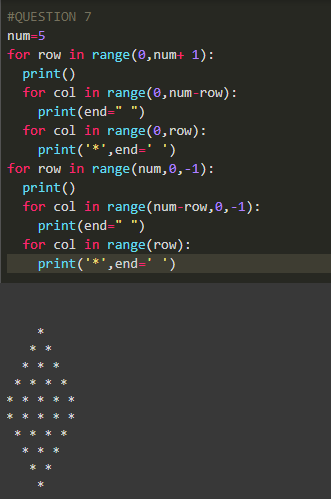 #QUESTION 7
num=5
for row in range(0,num+ 1):
  print()
  for col in range(0,num-row):
    print(end=" ")
  for col in range(0,row):
    print('*',end=' ')
for row in range(num,0,-1):
  print()
  for col in range(num-row,0,-1):
    print(end=" ")
  for col in range(row):
    print('*',end=' ')
    *
   * *
  * * *
 * * * *
* * * * *
* * * * *
 * * * *
  * * *
   * *
    *